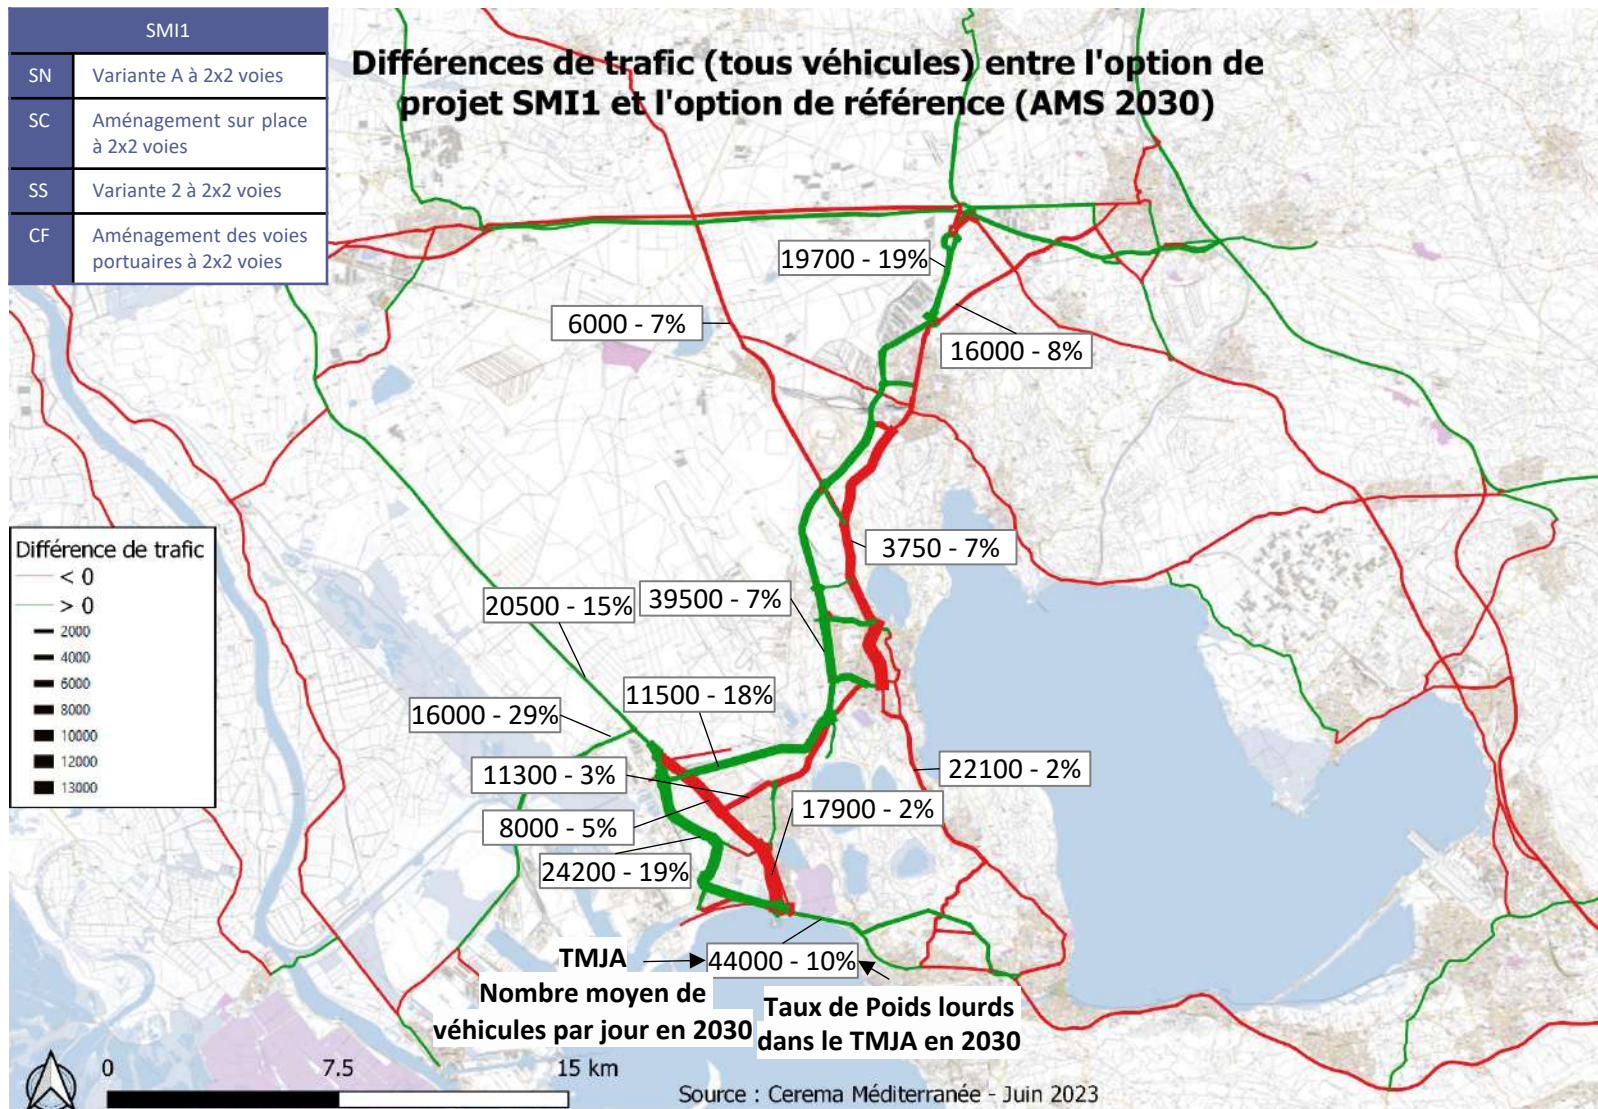 SMI1
SN Variante A à 2x2 voies
SC Aménagement sur place
à 2x2 voies
SS Variante 2 à 2x2 voies
CF Aménagement des voies
portuaires à 2x2 voies
Différences de trafic (tous véhicules) entre l'option de
projet SMI1 et l'option de référence (AMS 2030)
19700 - 19%
6000 - 7%
16000 - 8%
3750 - 7%
20500 - 15%
39500 - 7%
11500 - 18%
16000 - 29%
11300 - 3%
22100 - 2%
17900 - 2%
8000 - 5%
24200 - 19%
44000 - 10%
Différence de trafic
< 0
> 0
2000
4000
6000
8000
10000
12000
13000
TMJA
Nombre moyen de
véhicules par jour en 2030
Taux de Poids lourds
dans le TMJA en 2030
0 7.5 15 km
Source : Cerema Méditerranée - Juin 2023